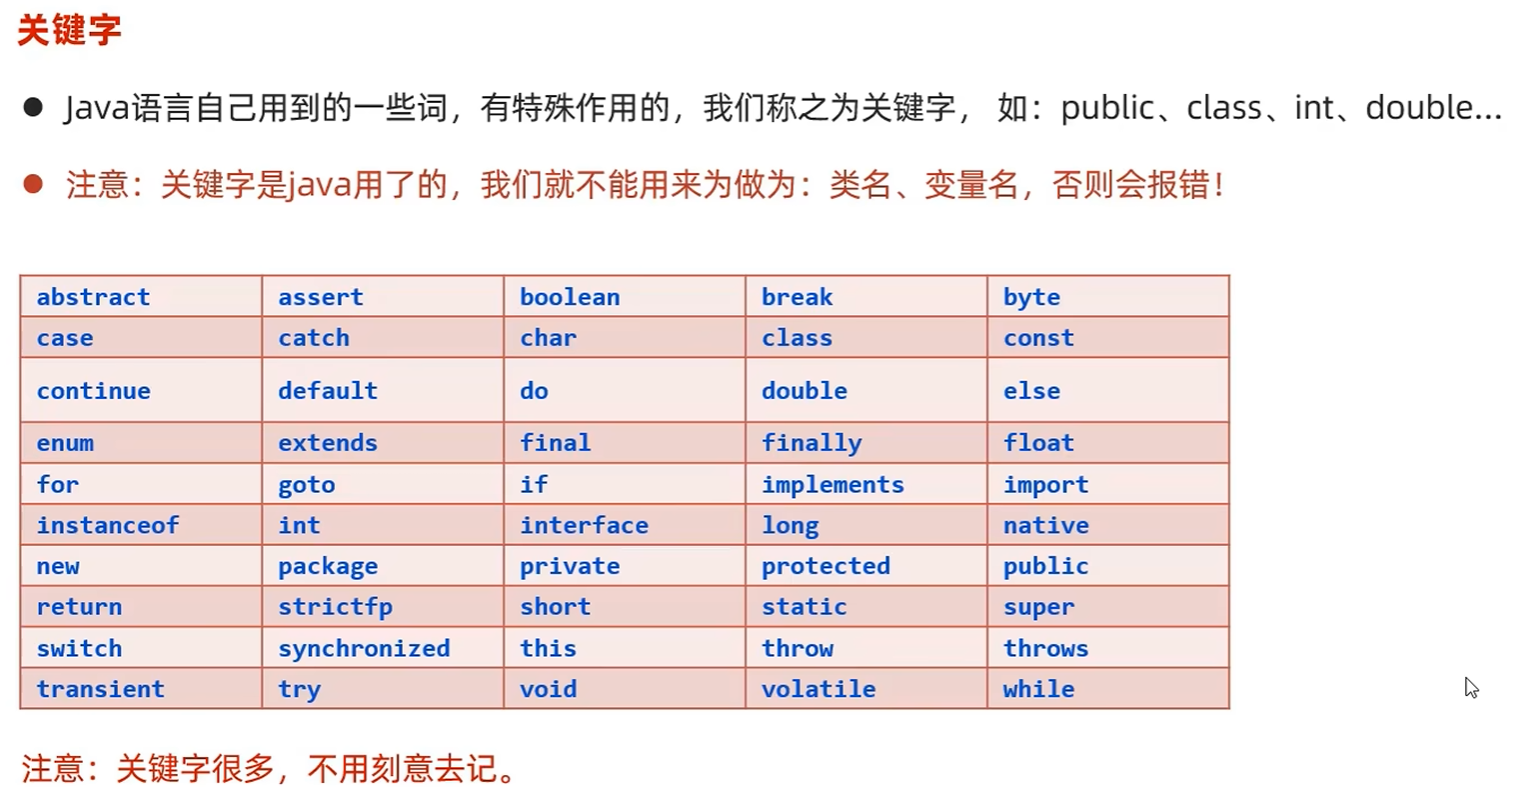 关键字
● Java语言自己用到的一些词，有特殊作用的，我们称之为关键字， 如：public、class、int、double...
● 注意：关键字是java用了的，我们就不能用来为做为：类名、变量名，否则会报错！
abstract assert boolean break byte
case catch char class const
continue default do double else
enum extends final finally float
for goto if implements import
instanceof int interface long native
new package private protected public
return strictfp short static super
switch synchronized this throw throws
transient try void volatile while
注意：关键字很多，不用刻意去记。